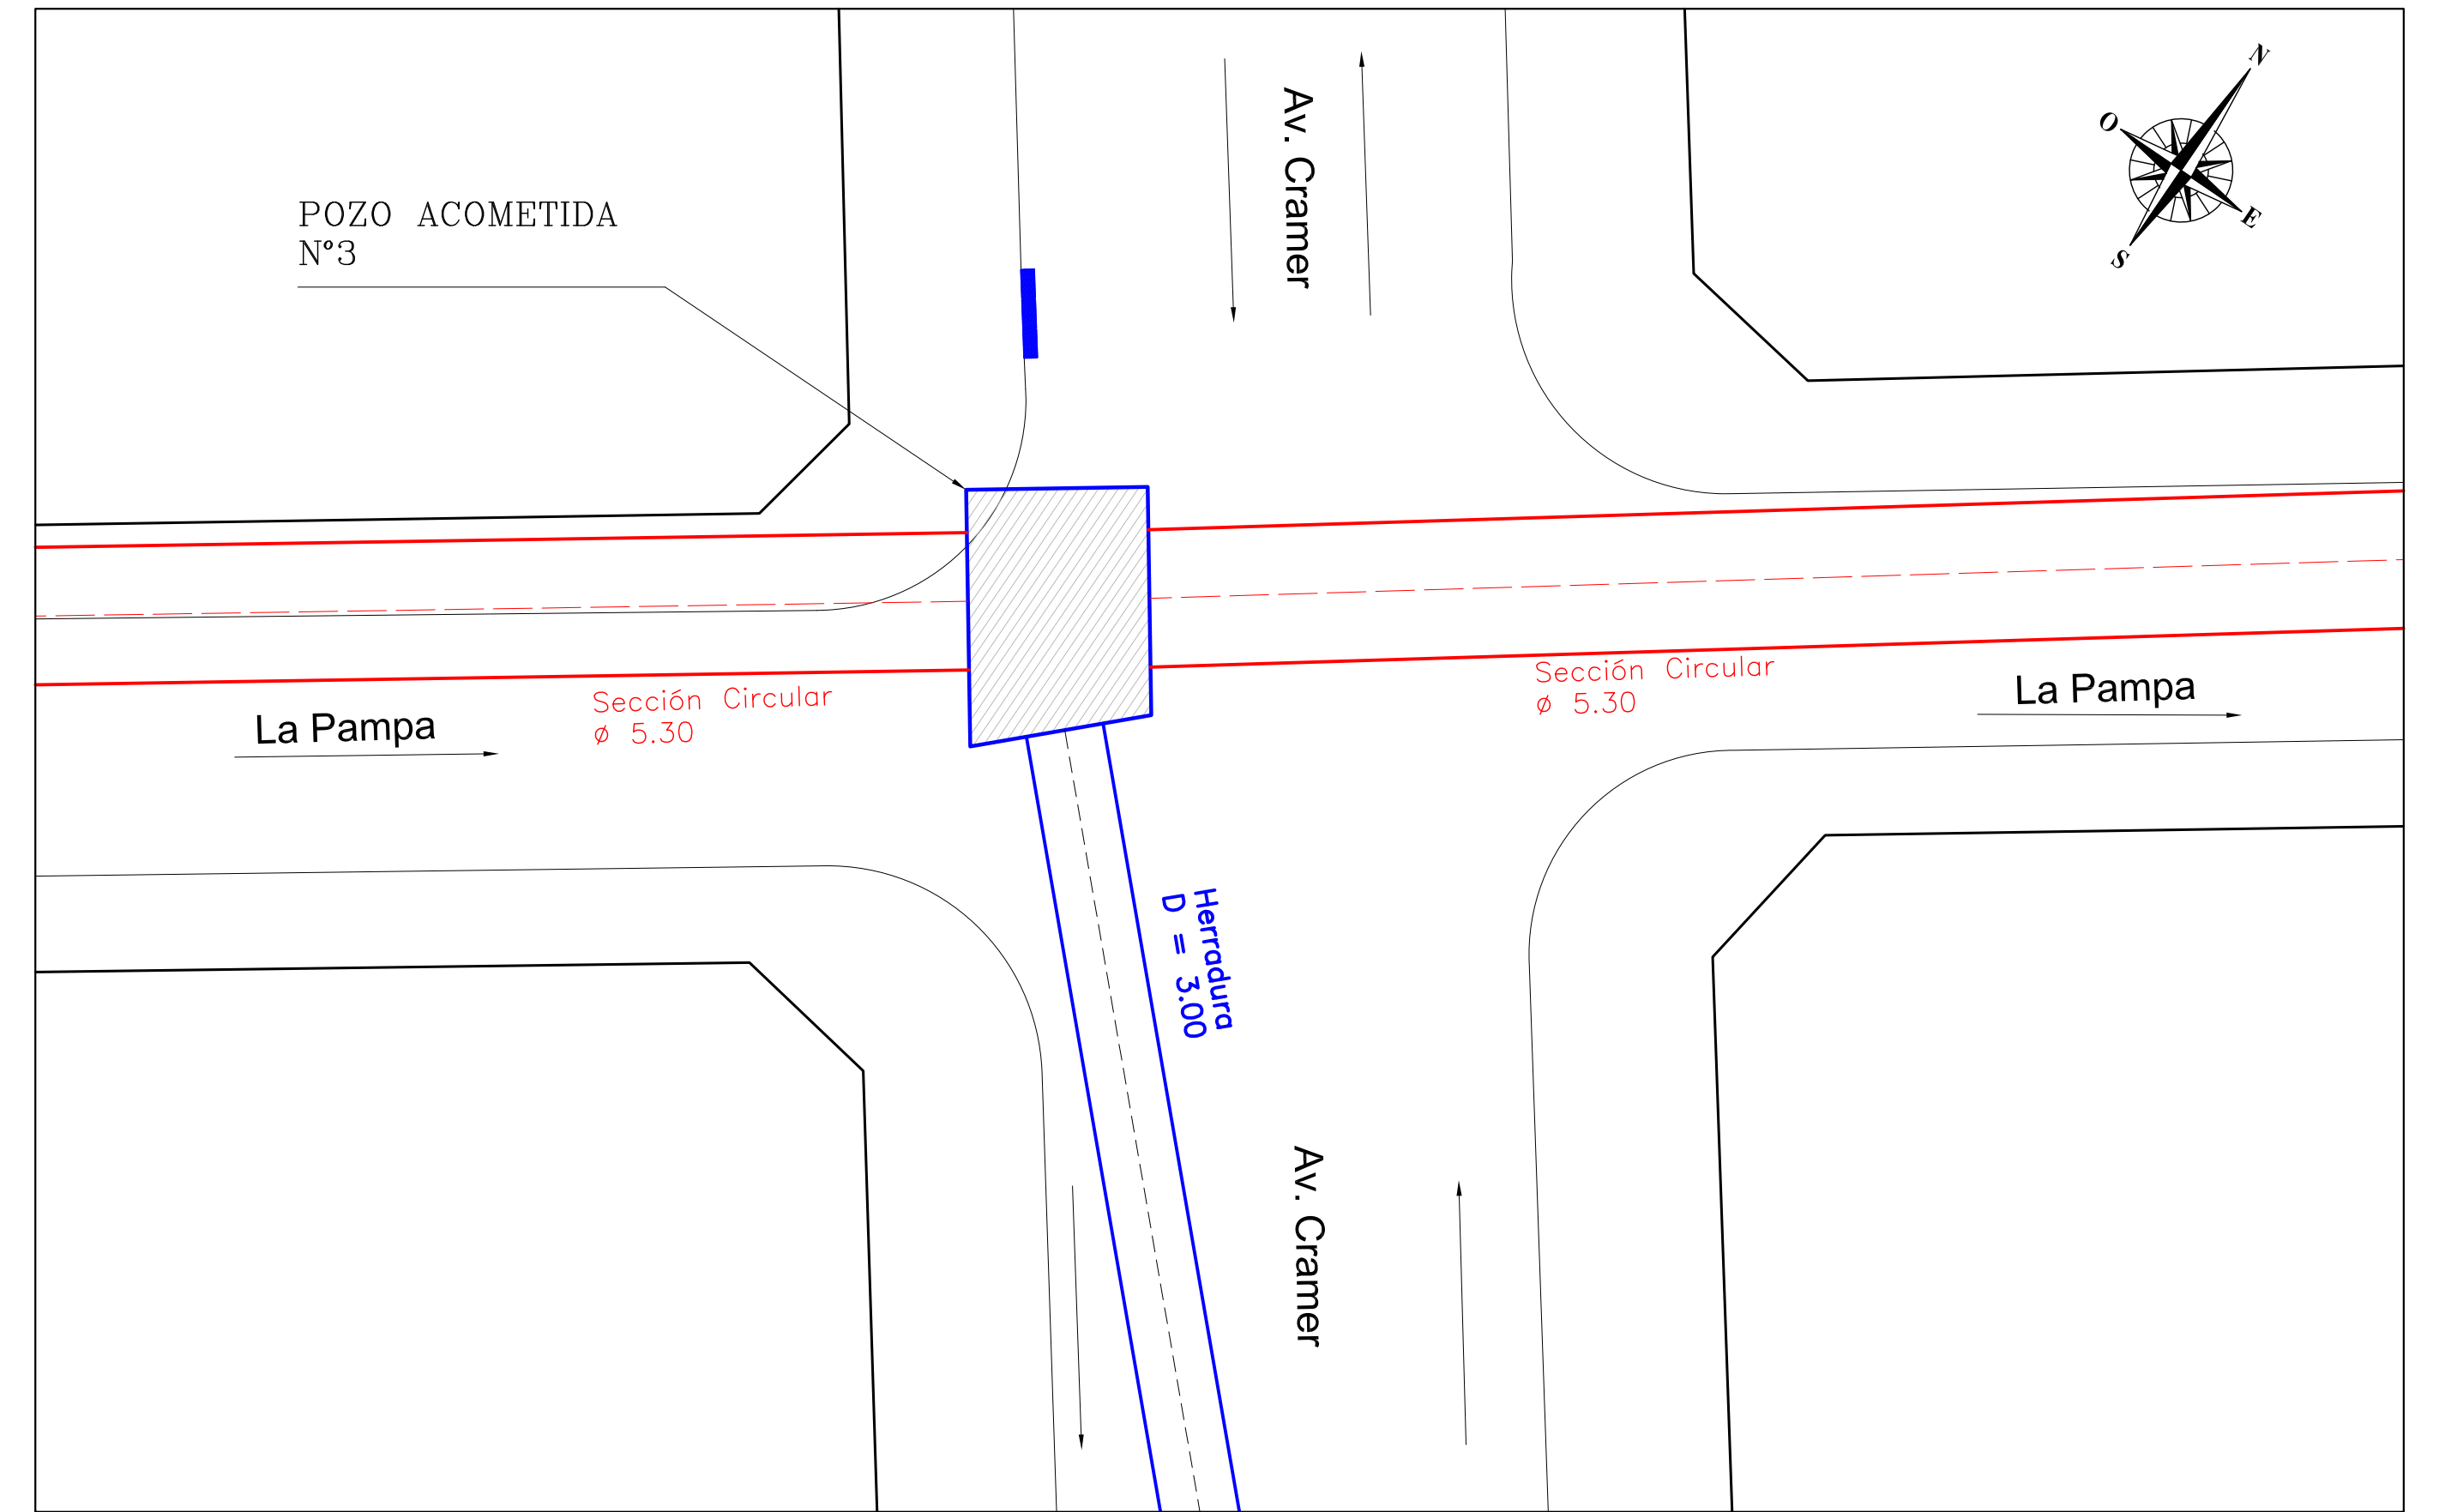 Av. Cramer
N
O
E
S
POZO ACOMETIDA
N°3
Sección Circular
ø 5.30
La Pampa
Sección Circular
ø 5.30
La Pampa
Herradura
D = 3.00
Av. Cramer